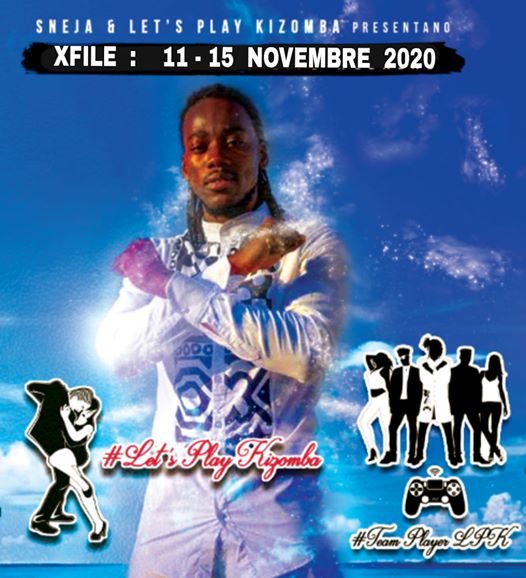 SNEJA & LET'S PLAY KIZOMBA PRESENTANO
XFILE : 11 - 15 NOVEMBRE 2020
#Let's Play Kizomba
#Team Player LPK